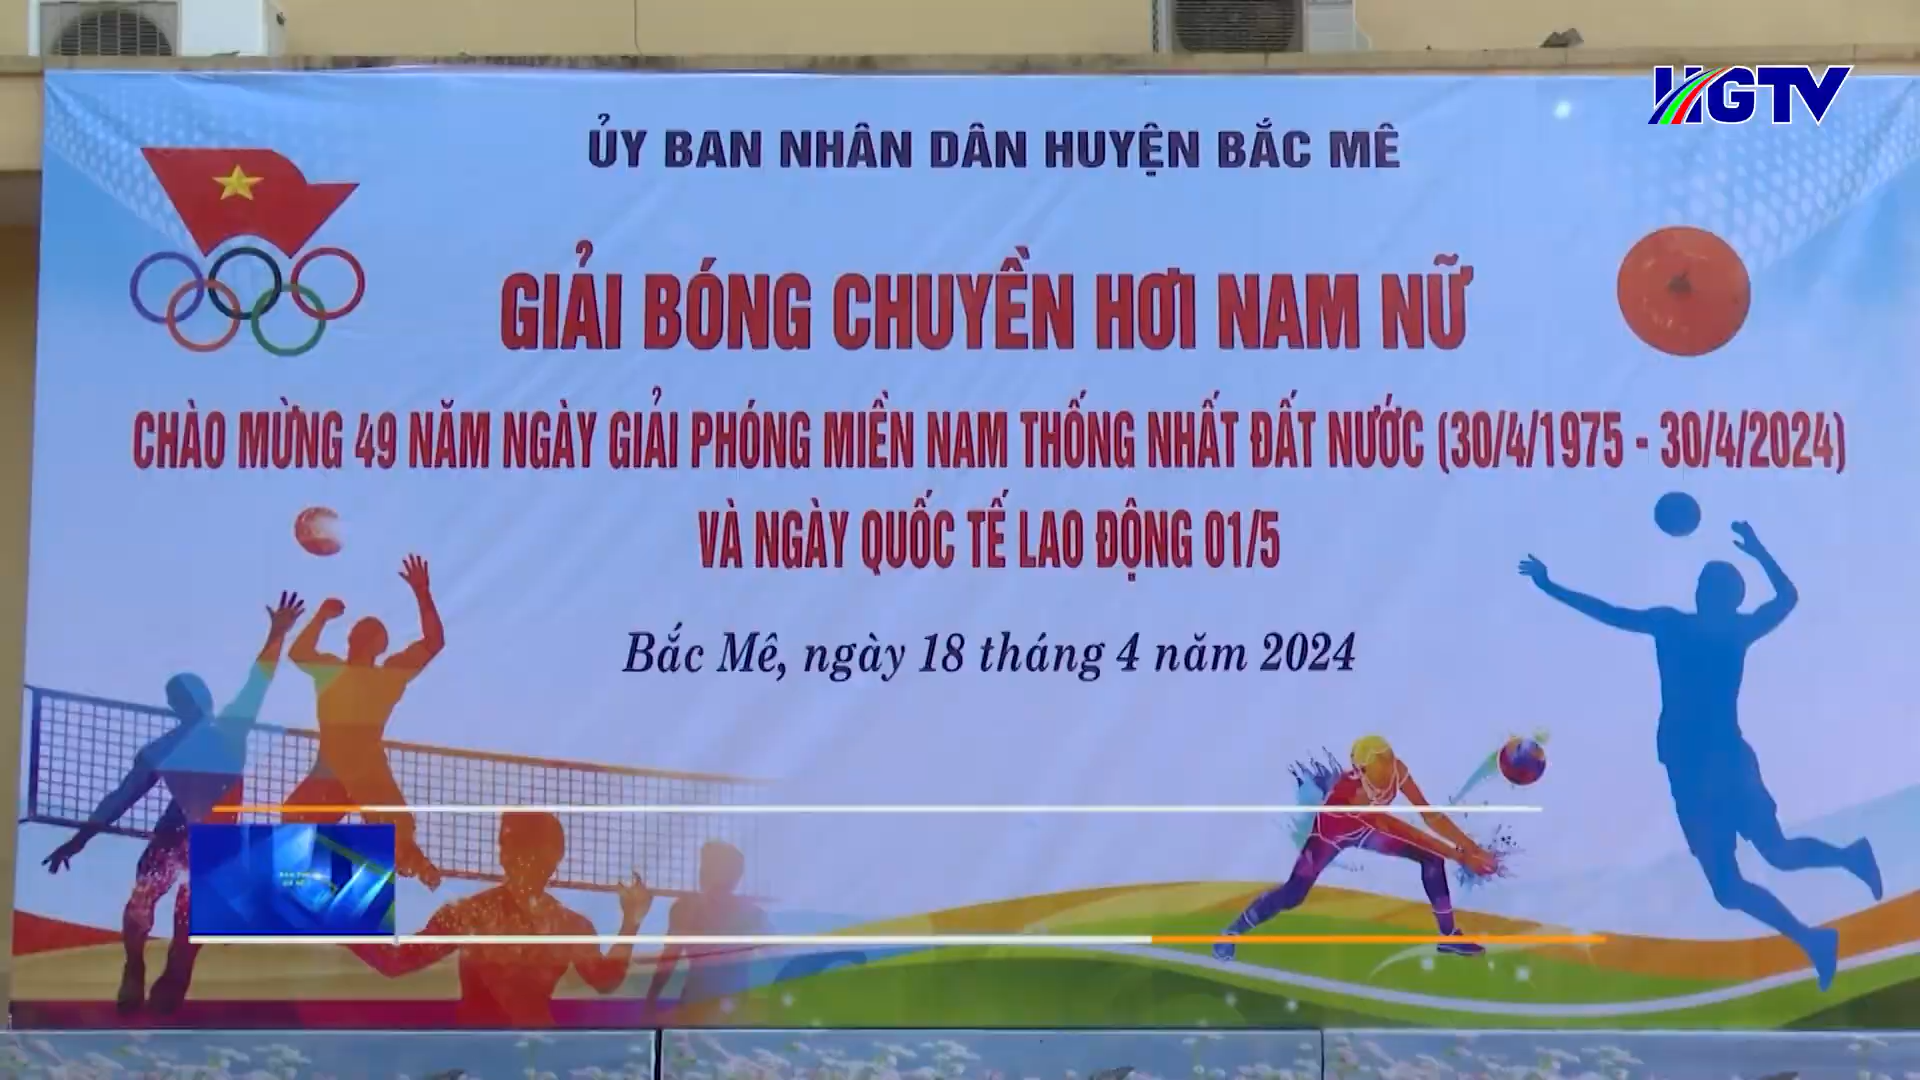 HGTV
ỦY BAN NHÂN DÂN HUYỆN BẮC MÊ
GIẢI BÓNG CHUYỀN HƠI NAM NỮ
CHÀO MỪNG 49 NĂM NGÀY GIẢI PHÓNG MIỀN NAM THỐNG NHẤT ĐẤT NƯỚC (30/4/1975 - 30/4/2024)
VÀ NGÀY QUỐC TẾ LAO ĐỘNG 01/5
Bắc Mê, ngày 18 tháng 4 năm 2024